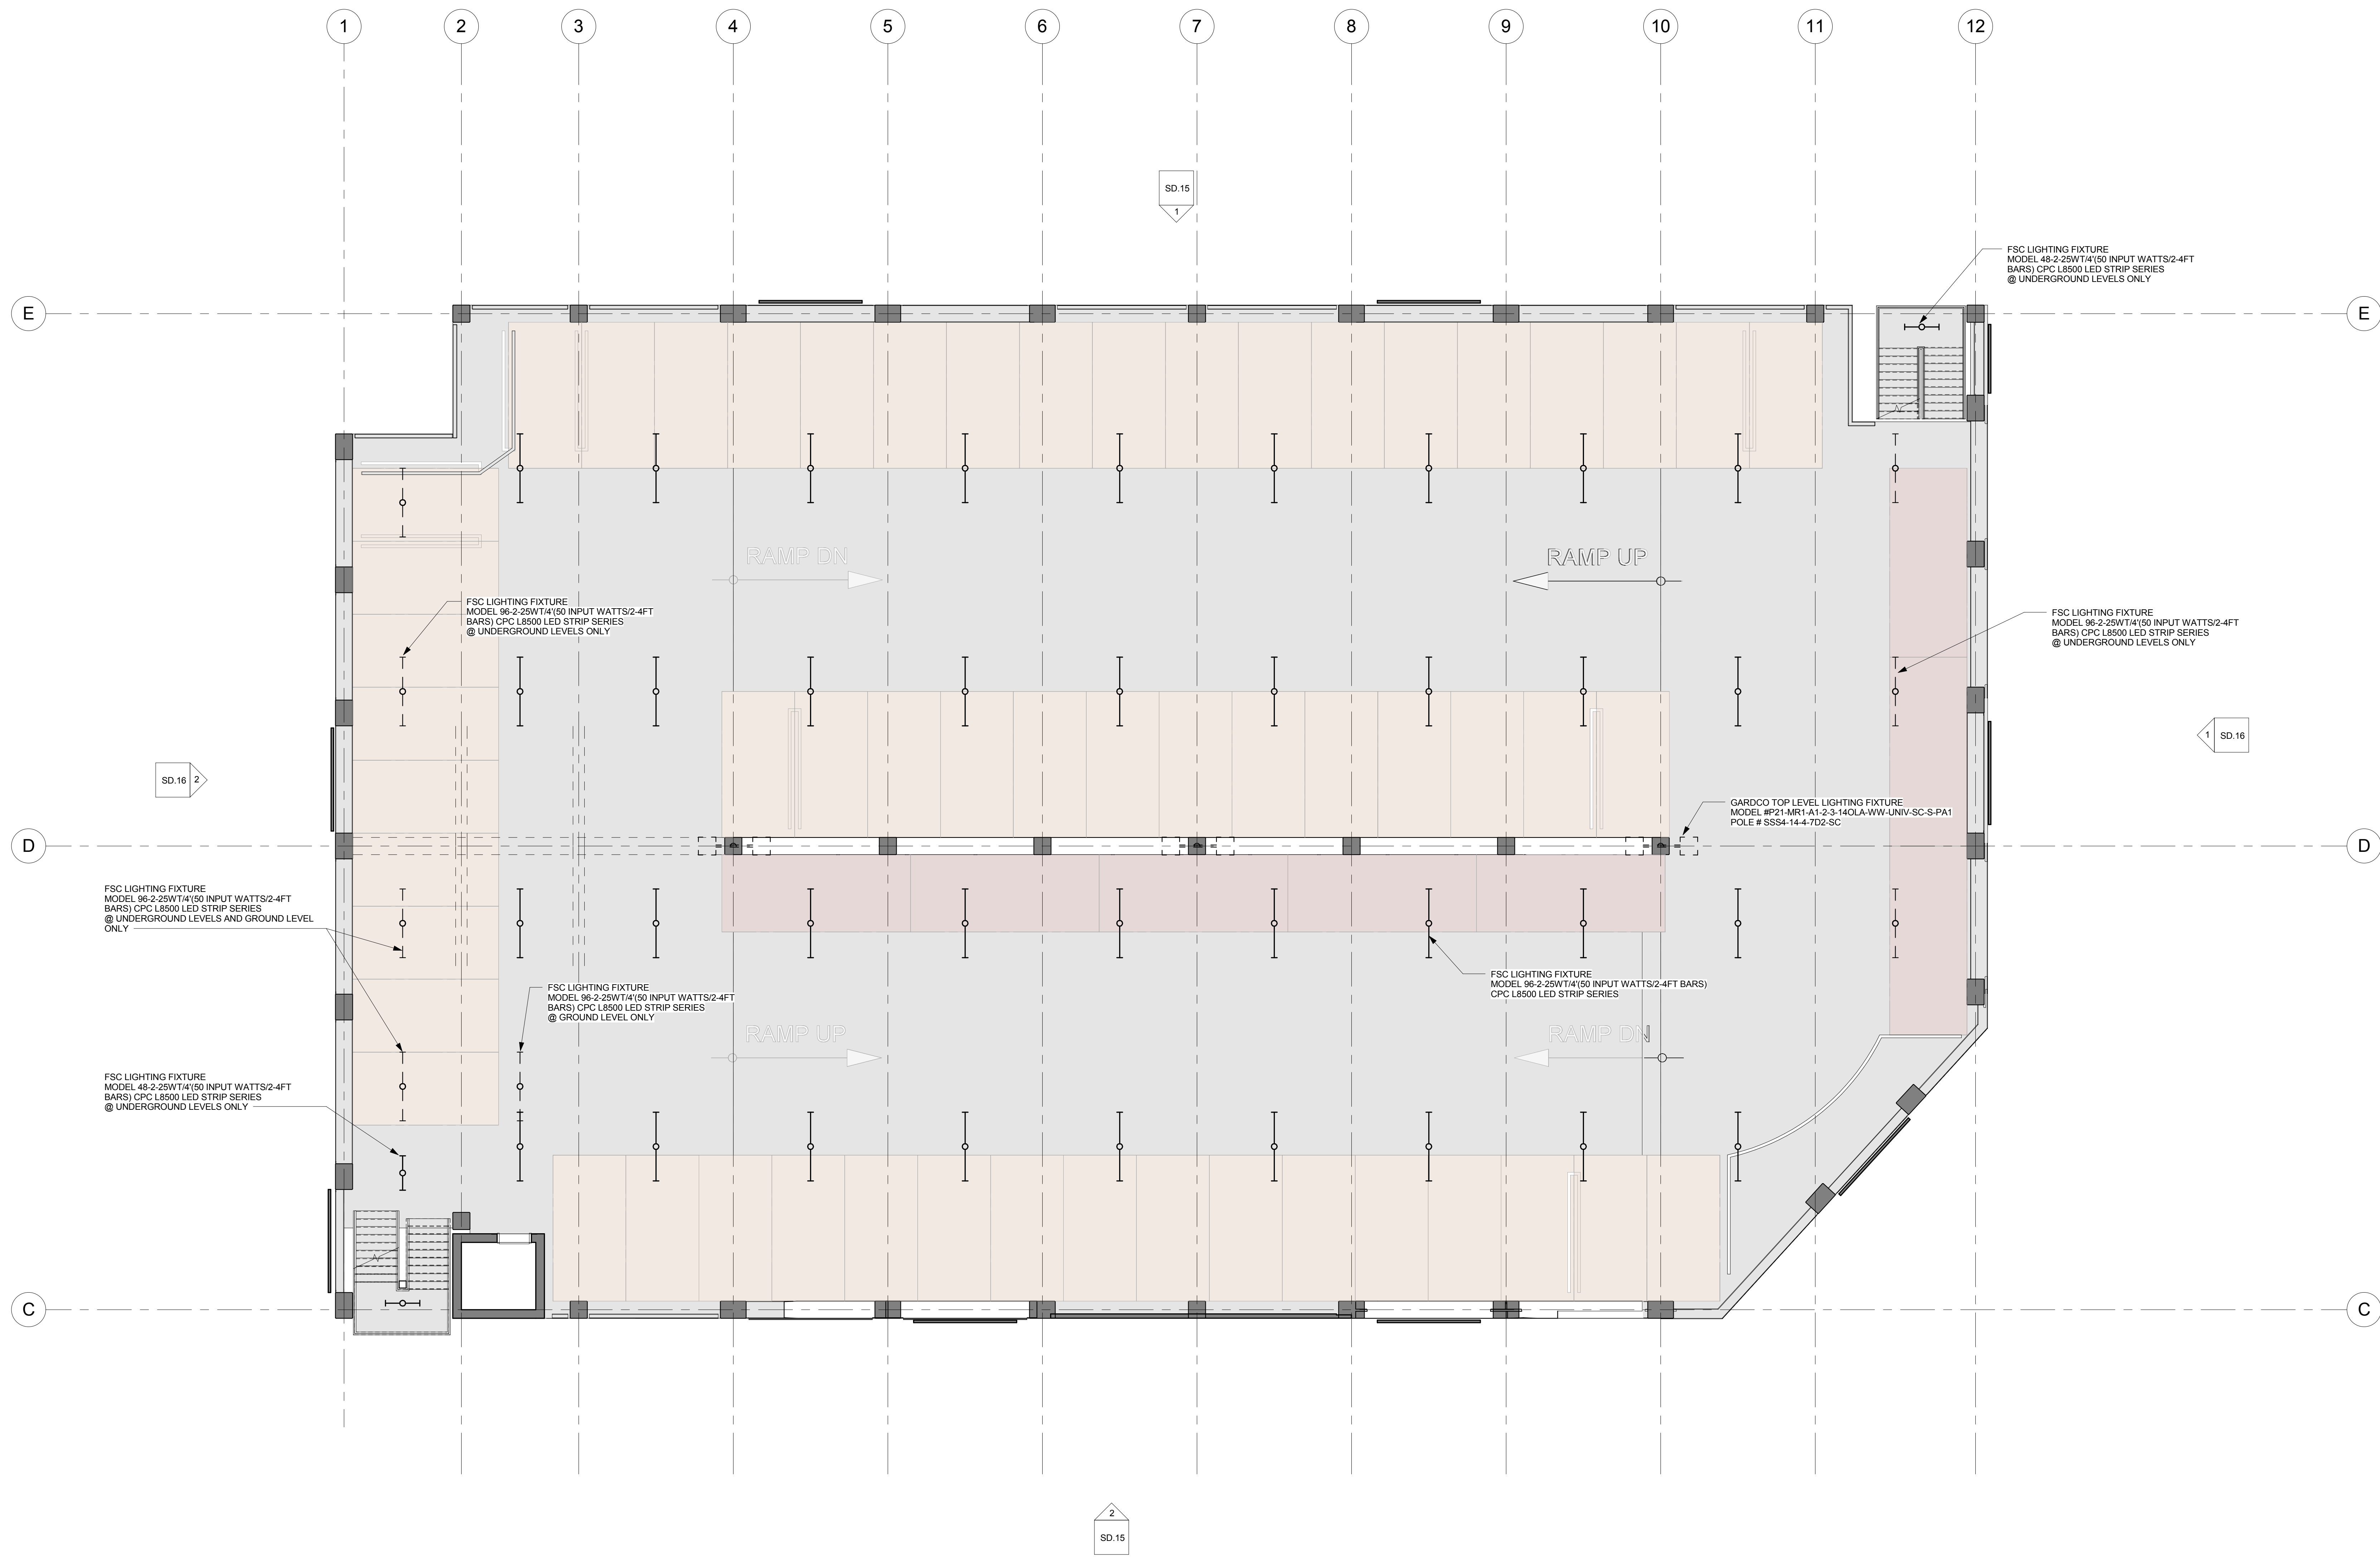 1
2
3
4
5
6
7
8
9
10
11
12
SD.15
1
FSC LIGHTING FIXTURE
MODEL 48-2-25WT/4'(50 INPUT WATTS/2-4FT
BARS) CPC L8500 LED STRIP SERIES
@ UNDERGROUND LEVELS ONLY
E
E
RAMP DN
RAMP UP
FSC LIGHTING FIXTURE
MODEL 96-2-25WT/4'(50 INPUT WATTS/2-4FT
BARS) CPC L8500 LED STRIP SERIES
@ UNDERGROUND LEVELS ONLY
FSC LIGHTING FIXTURE
MODEL 96-2-25WT/4'(50 INPUT WATTS/2-4FT
BARS) CPC L8500 LED STRIP SERIES
@ UNDERGROUND LEVELS ONLY
1
SD.16
SD.16
2
GARDCO TOP LEVEL LIGHTING FIXTURE
MODEL #P21-MR1-A1-2-3-14OLA-WW-UNIV-SC-S-PA1
POLE # SSS4-14-4-7D2-SC
D
D
FSC LIGHTING FIXTURE
MODEL 96-2-25WT/4'(50 INPUT WATTS/2-4FT
BARS) CPC L8500 LED STRIP SERIES
@ UNDERGROUND LEVELS AND GROUND LEVEL
ONLY
FSC LIGHTING FIXTURE
MODEL 96-2-25WT/4'(50 INPUT WATTS/2-4FT BARS)
CPC L8500 LED STRIP SERIES
FSC LIGHTING FIXTURE
MODEL 96-2-25WT/4'(50 INPUT WATTS/2-4FT
BARS) CPC L8500 LED STRIP SERIES
@ GROUND LEVEL ONLY
RAMP UP
RAMP DN
FSC LIGHTING FIXTURE
MODEL 48-2-25WT/4'(50 INPUT WATTS/2-4FT
BARS) CPC L8500 LED STRIP SERIES
@ UNDERGROUND LEVELS ONLY
C
C
2
SD.15